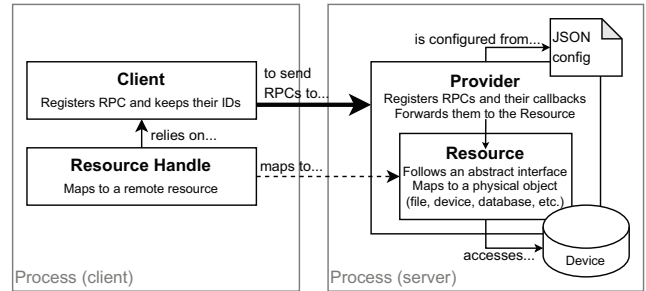 Client
Registers RPC and keeps their IDs
relies on...
Resource Handle
Maps to a remote resource
Process (client)
to send
RPCs to...
maps to...
is configured from...
JSON
config
Provider
Registers RPCs and their callbacks
Forwards them to the Resource
Resource
Follows an abstract interface
Maps to a physical object
(file, device, database, etc.)
accesses...
Device
Process (server)